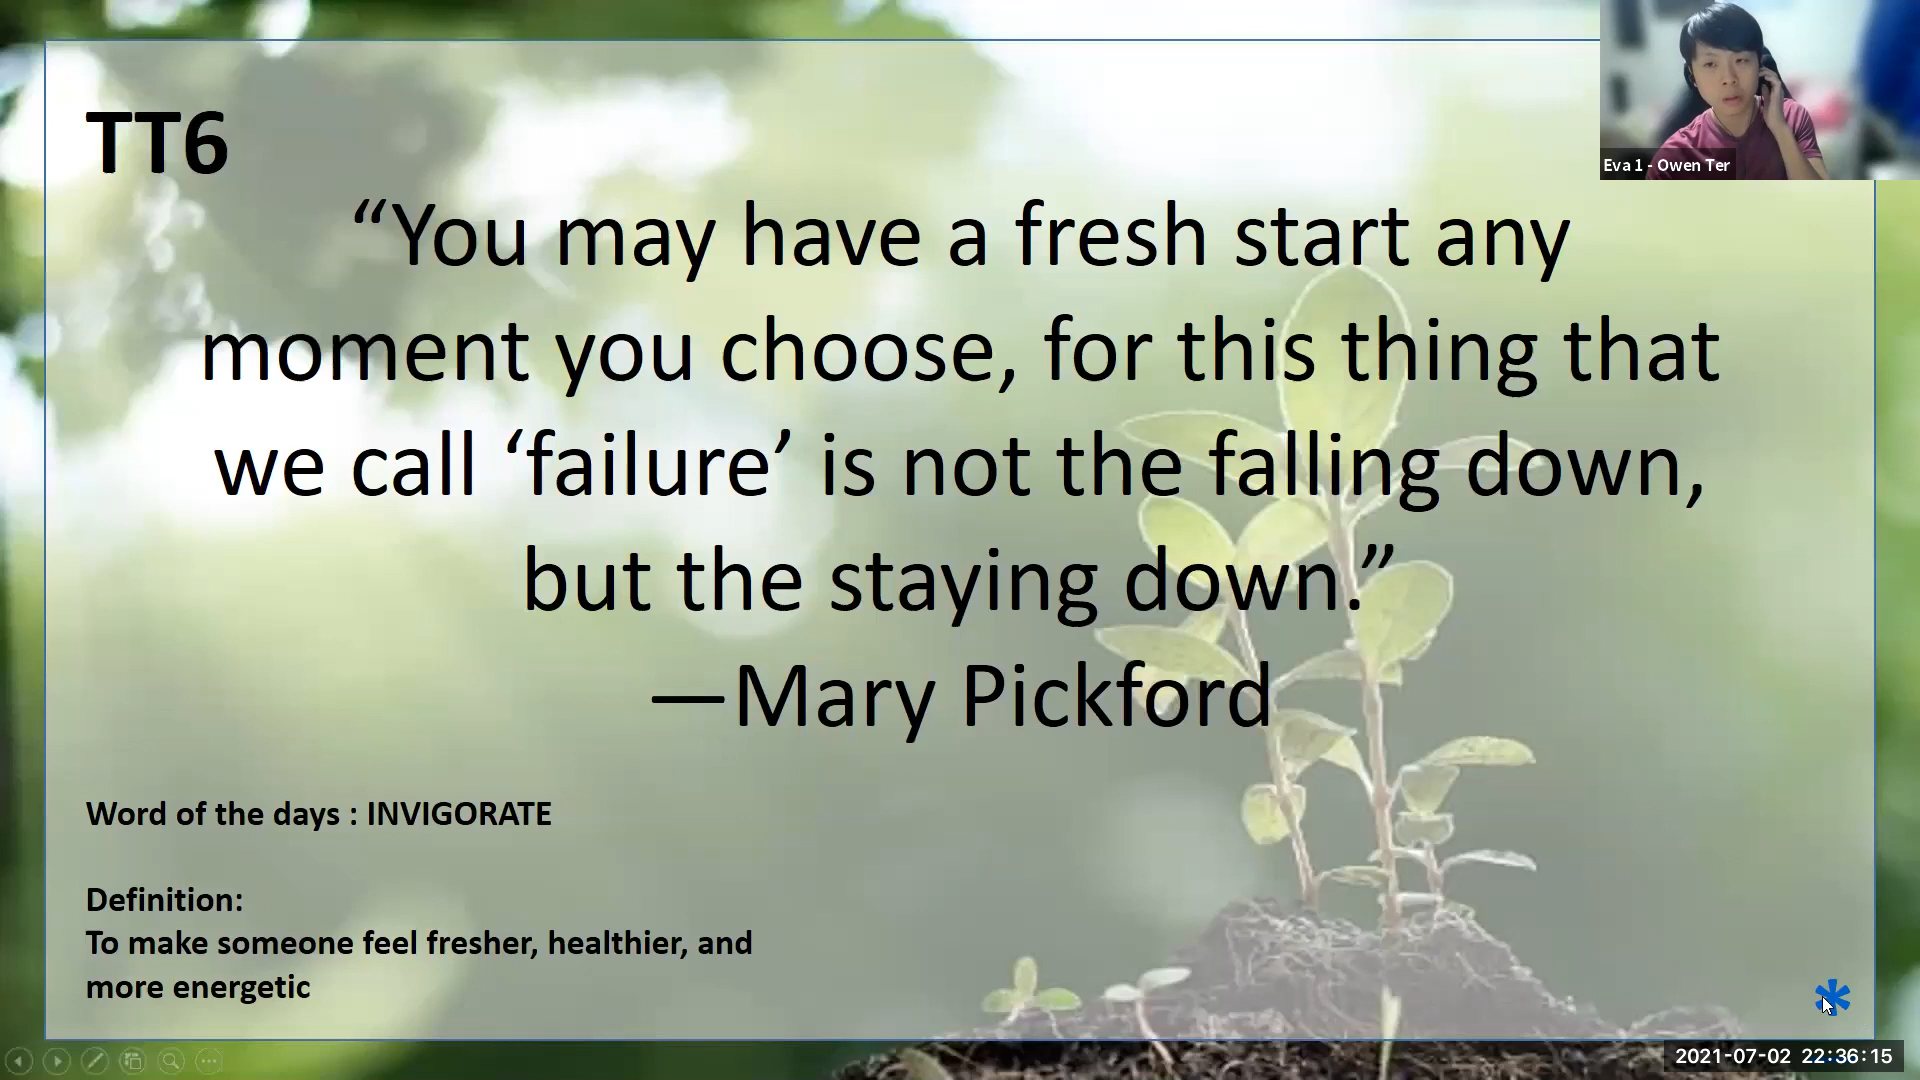 TT6
“You may have a fresh start any
moment you choose, for this thing that
we call ‘failure’ is not the falling down,
but the staying down.”
—Mary Pickford
Word of the days : INVIGORATE
Definition:
To make someone feel fresher, healthier, and
more energetic
Eva 1 - Owen Ter
2021-07-02 22:36:15